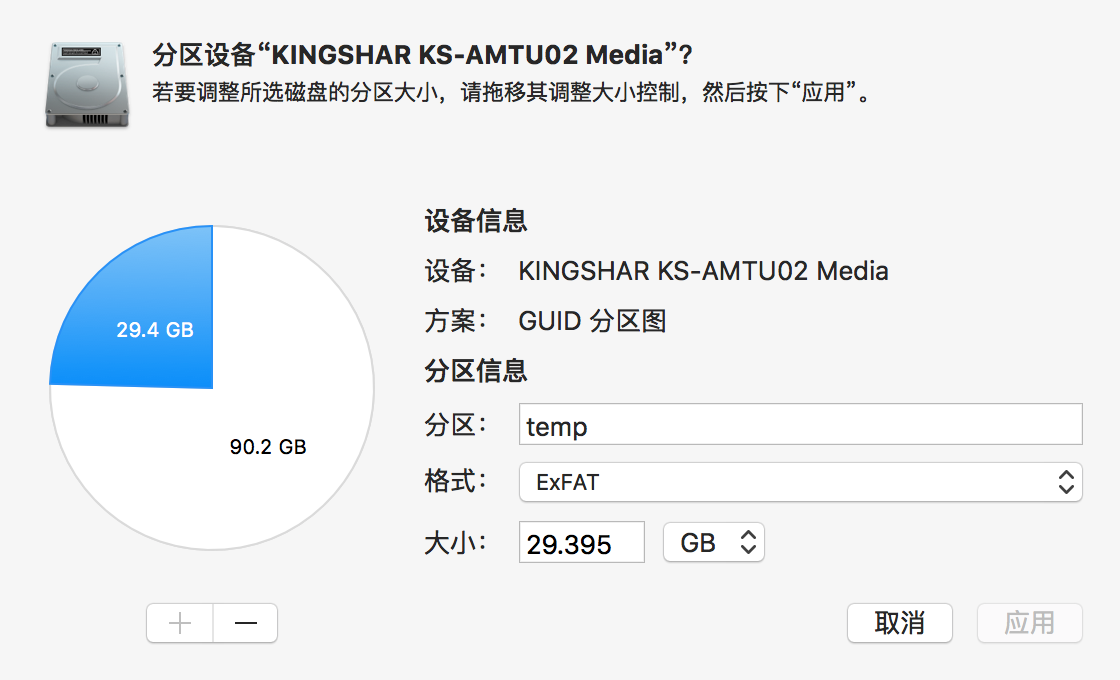 分区设备“KINGSHAR KS-AMTU02 Media”？
若要调整所选磁盘的分区大小，请拖移其调整大小控制，然后按下“应用”。
设备信息
设备： KINGSHAR KS-AMTU02 Media
方案： GUID 分区图
分区信息
29.4 GB
90.2 GB
分区： temp
格式： ExFAT
大小： 29.395 GB
取消 应用